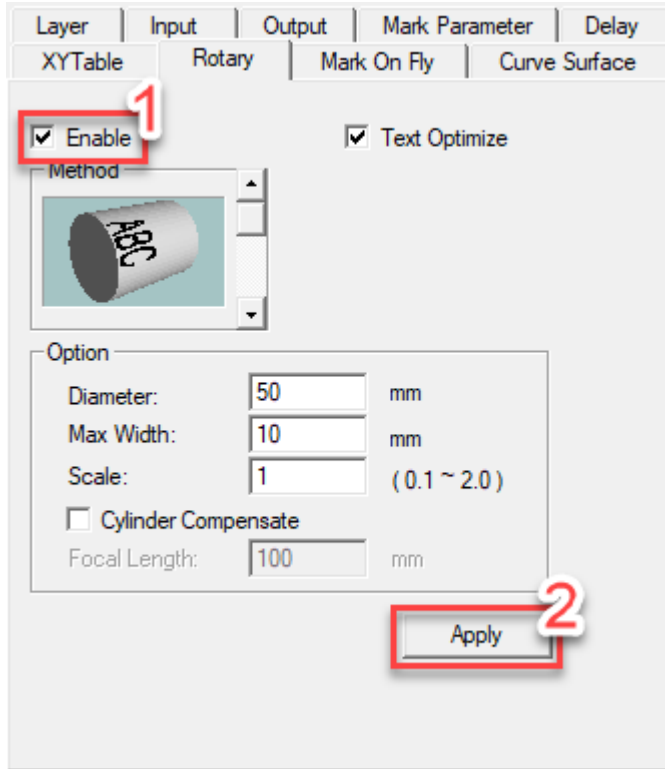 Layer Input Output Mark Parameter Delay
XYTable Rotary Mark On Fly Curve Surface
1
Enable Text Optimize
Method
ABC
Option
Diameter: 50 mm
Max Width: 10 mm
Scale: 1 ( 0.1 ~ 2.0 )
Cylinder Compensate
Focal Length: 100 mm
2
Apply